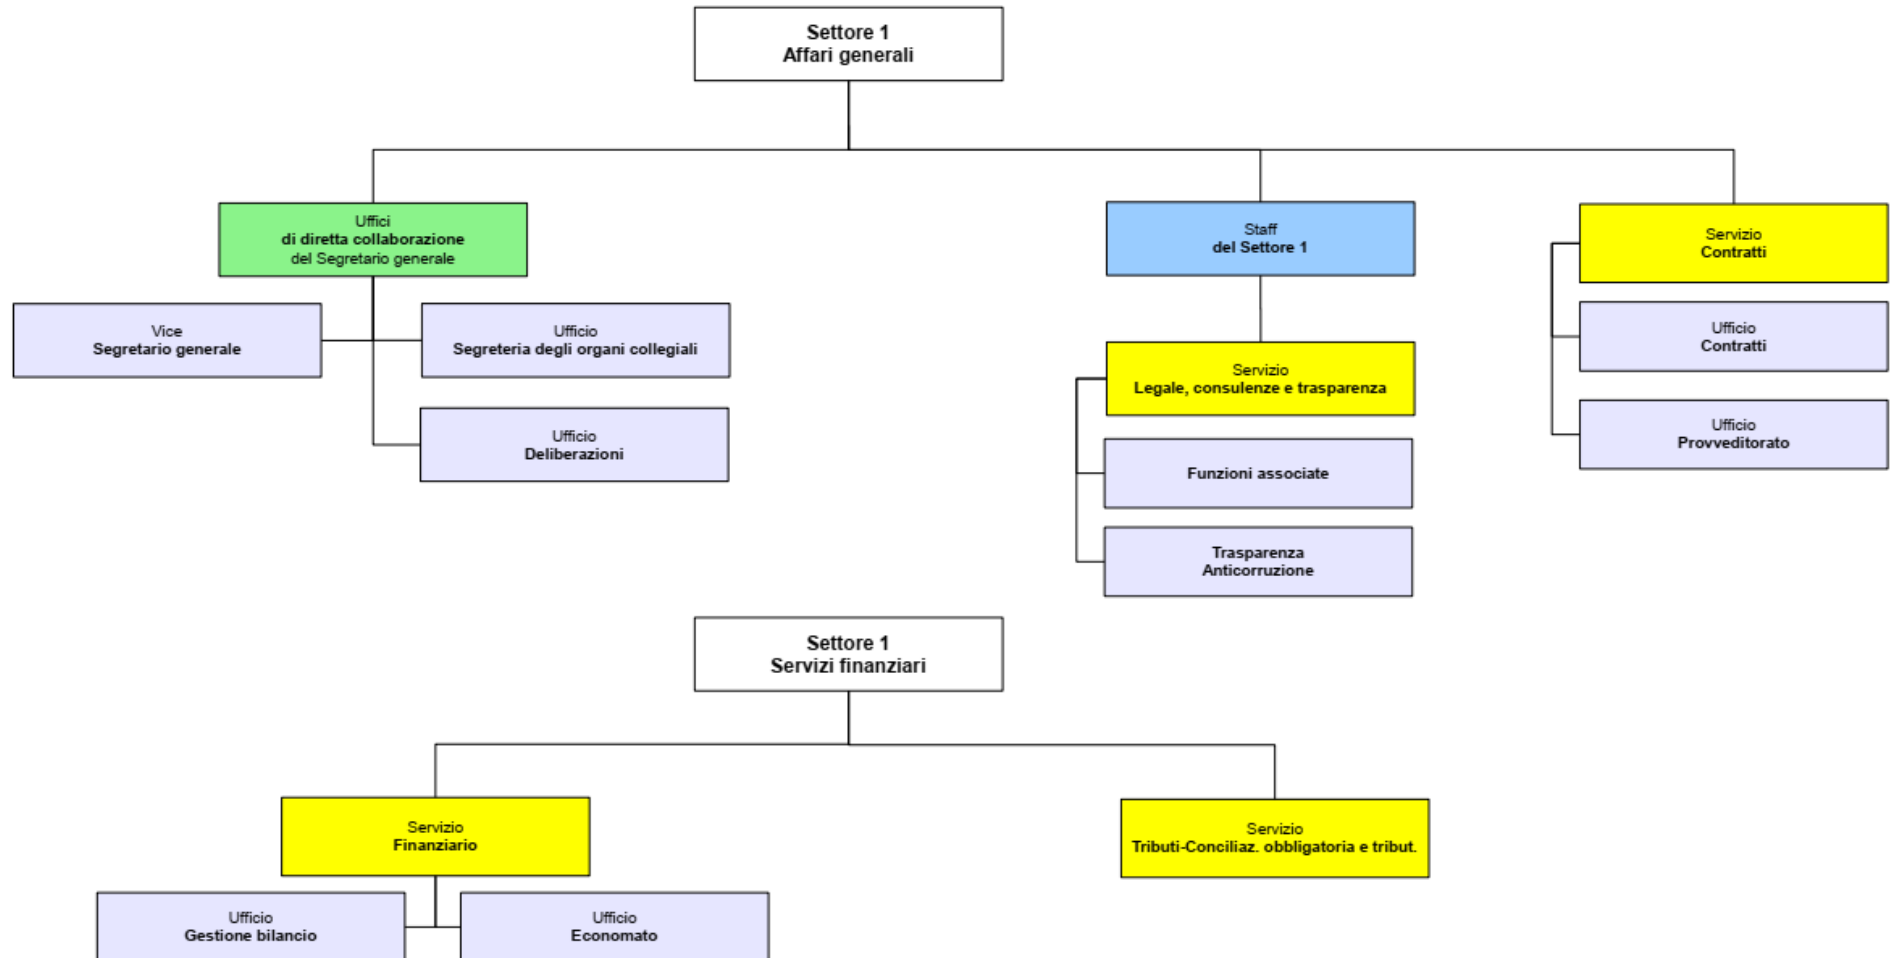 Settore 1
Affari generali
Uffici
di diretta collaborazione
del Segretario generale
Staff
del Settore 1
Servizio
Contratti
Vice
Segretario generale
Ufficio
Segreteria degli organi collegiali
Ufficio
Contratti
Servizio
Legale, consulenze e trasparenza
Ufficio
Deliberazioni
Ufficio
Provveditorato
Funzioni associate
Trasparenza
Anticorruzione
Settore 1
Servizi finanziari
Servizio
Finanziario
Servizio
Tributi-Conciliaz. obbligatoria e tribut.
Ufficio
Gestione bilancio
Ufficio
Economato